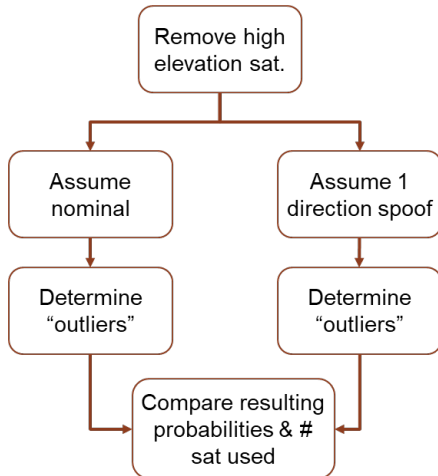 Remove high
elevation sat.
Assume
nominal
Assume 1
direction spoof
Determine
“outliers”
Determine
“outliers”
Compare resulting
probabilities & #
sat used